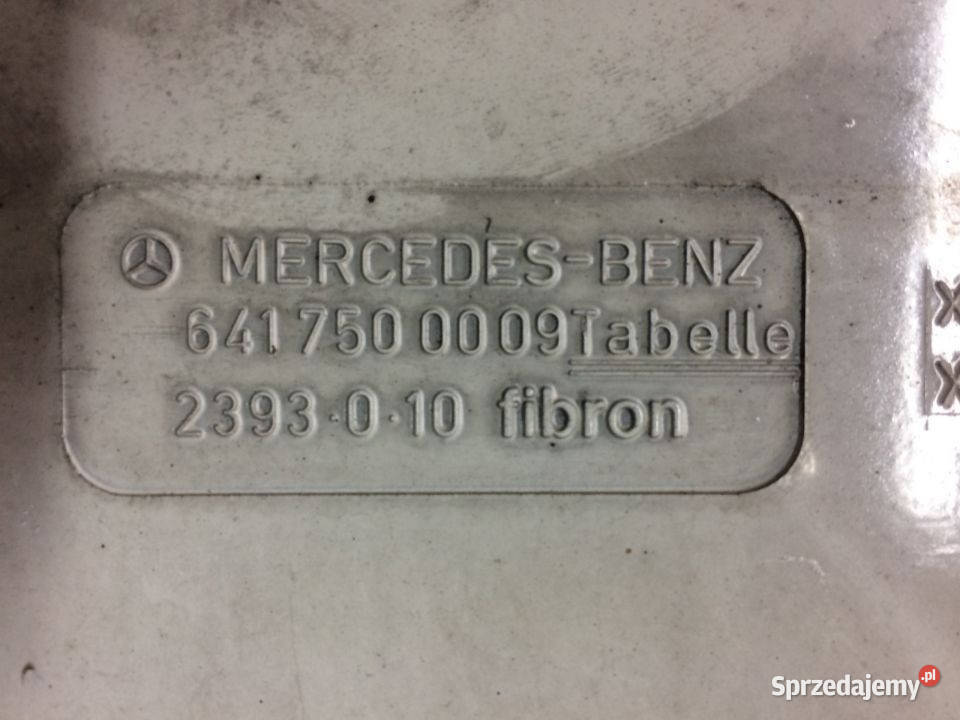 MERCEDES-BENZ
641 750 00 09 Tabelle
2393·0·10 fibron
X
X
Sprzedajemy.pl